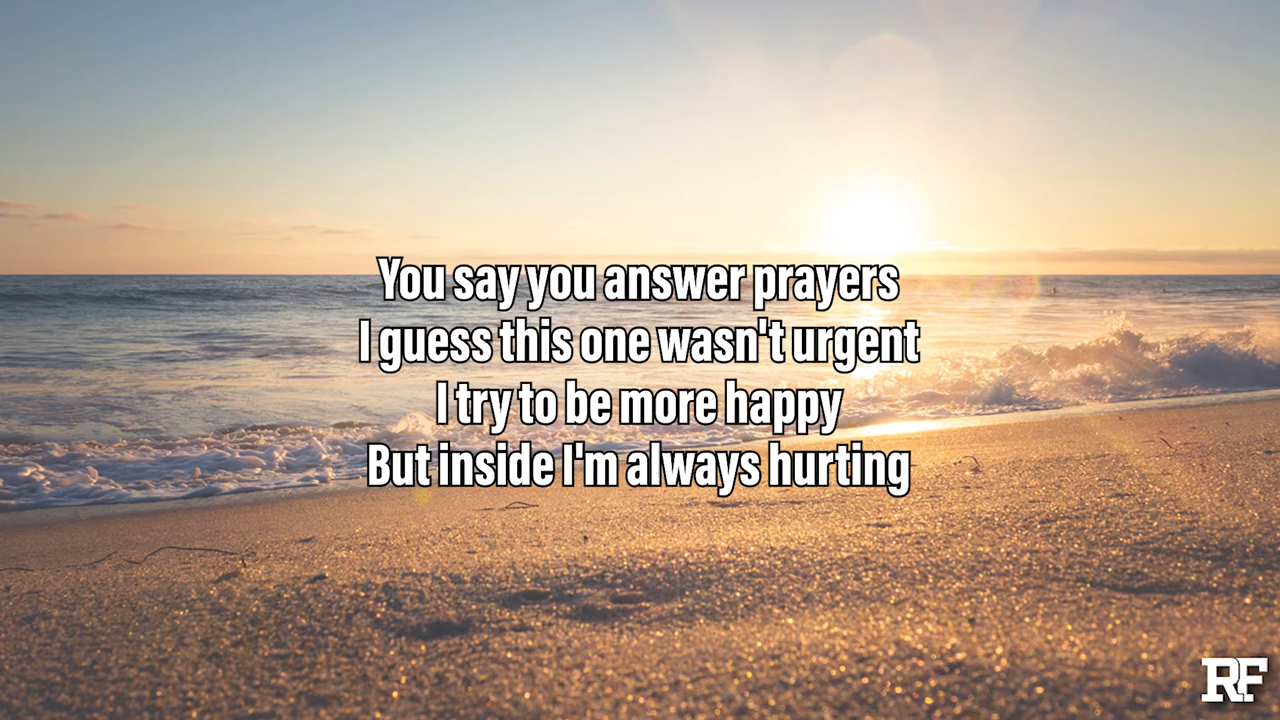 You say you answer prayers
I guess this one wasn't urgent
I try to be more happy
But inside I'm always hurting
RF